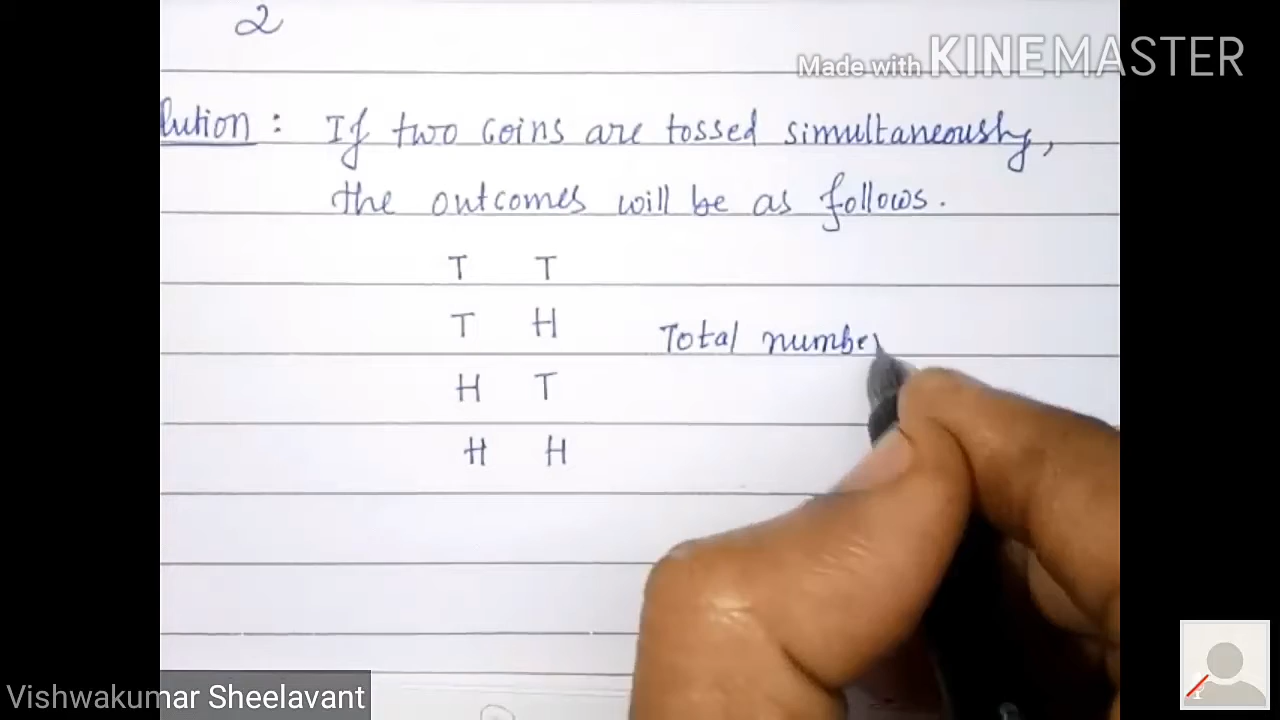 2
Made with KINEMASTER
lution : If two coins are tossed simultaneously,
the outcomes will be as follows.
T T
T H
Total number
H T
H H
Vishwakumar Sheelavant